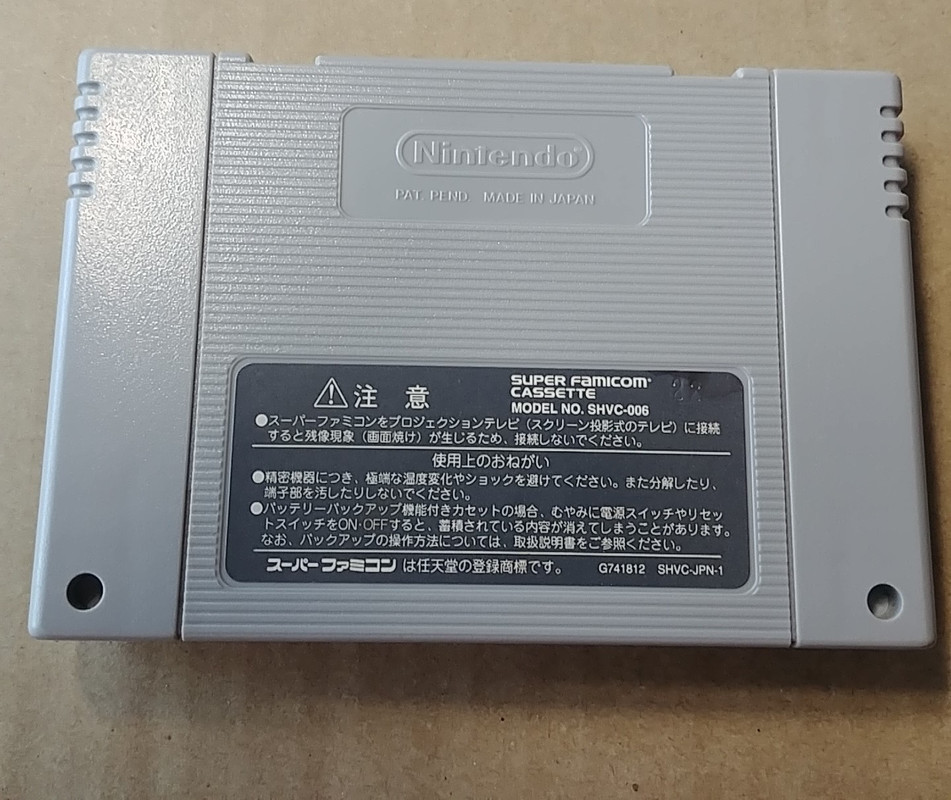 Nintendo®
PAT. PEND. MADE IN JAPAN
注 意
SUPER FAMICOM®
CASSETTE
MODEL NO. SHVC-006
●スーパーファミコンをプロジェクションテレビ（スクリーン投影式のテレビ）に接続
すると残像現象（画面焼け）が生じるため、接続しないでください。
使用上のおねがい
●精密機器につき、極端な温度変化やショックを避けてください。また分解したり、
端子部を汚したりしないでください。
●バッテリーバックアップ機能付きカセットの場合、むやみに電源スイッチやリセッ
トスイッチをON·OFFすると、蓄積されている内容が消えてしまうことがあります。
なお、バックアップの操作方法については、取扱説明書をご参照ください。
スーパーファミコン は任天堂の登録商標です。
G741812 SHVC-JPN-1